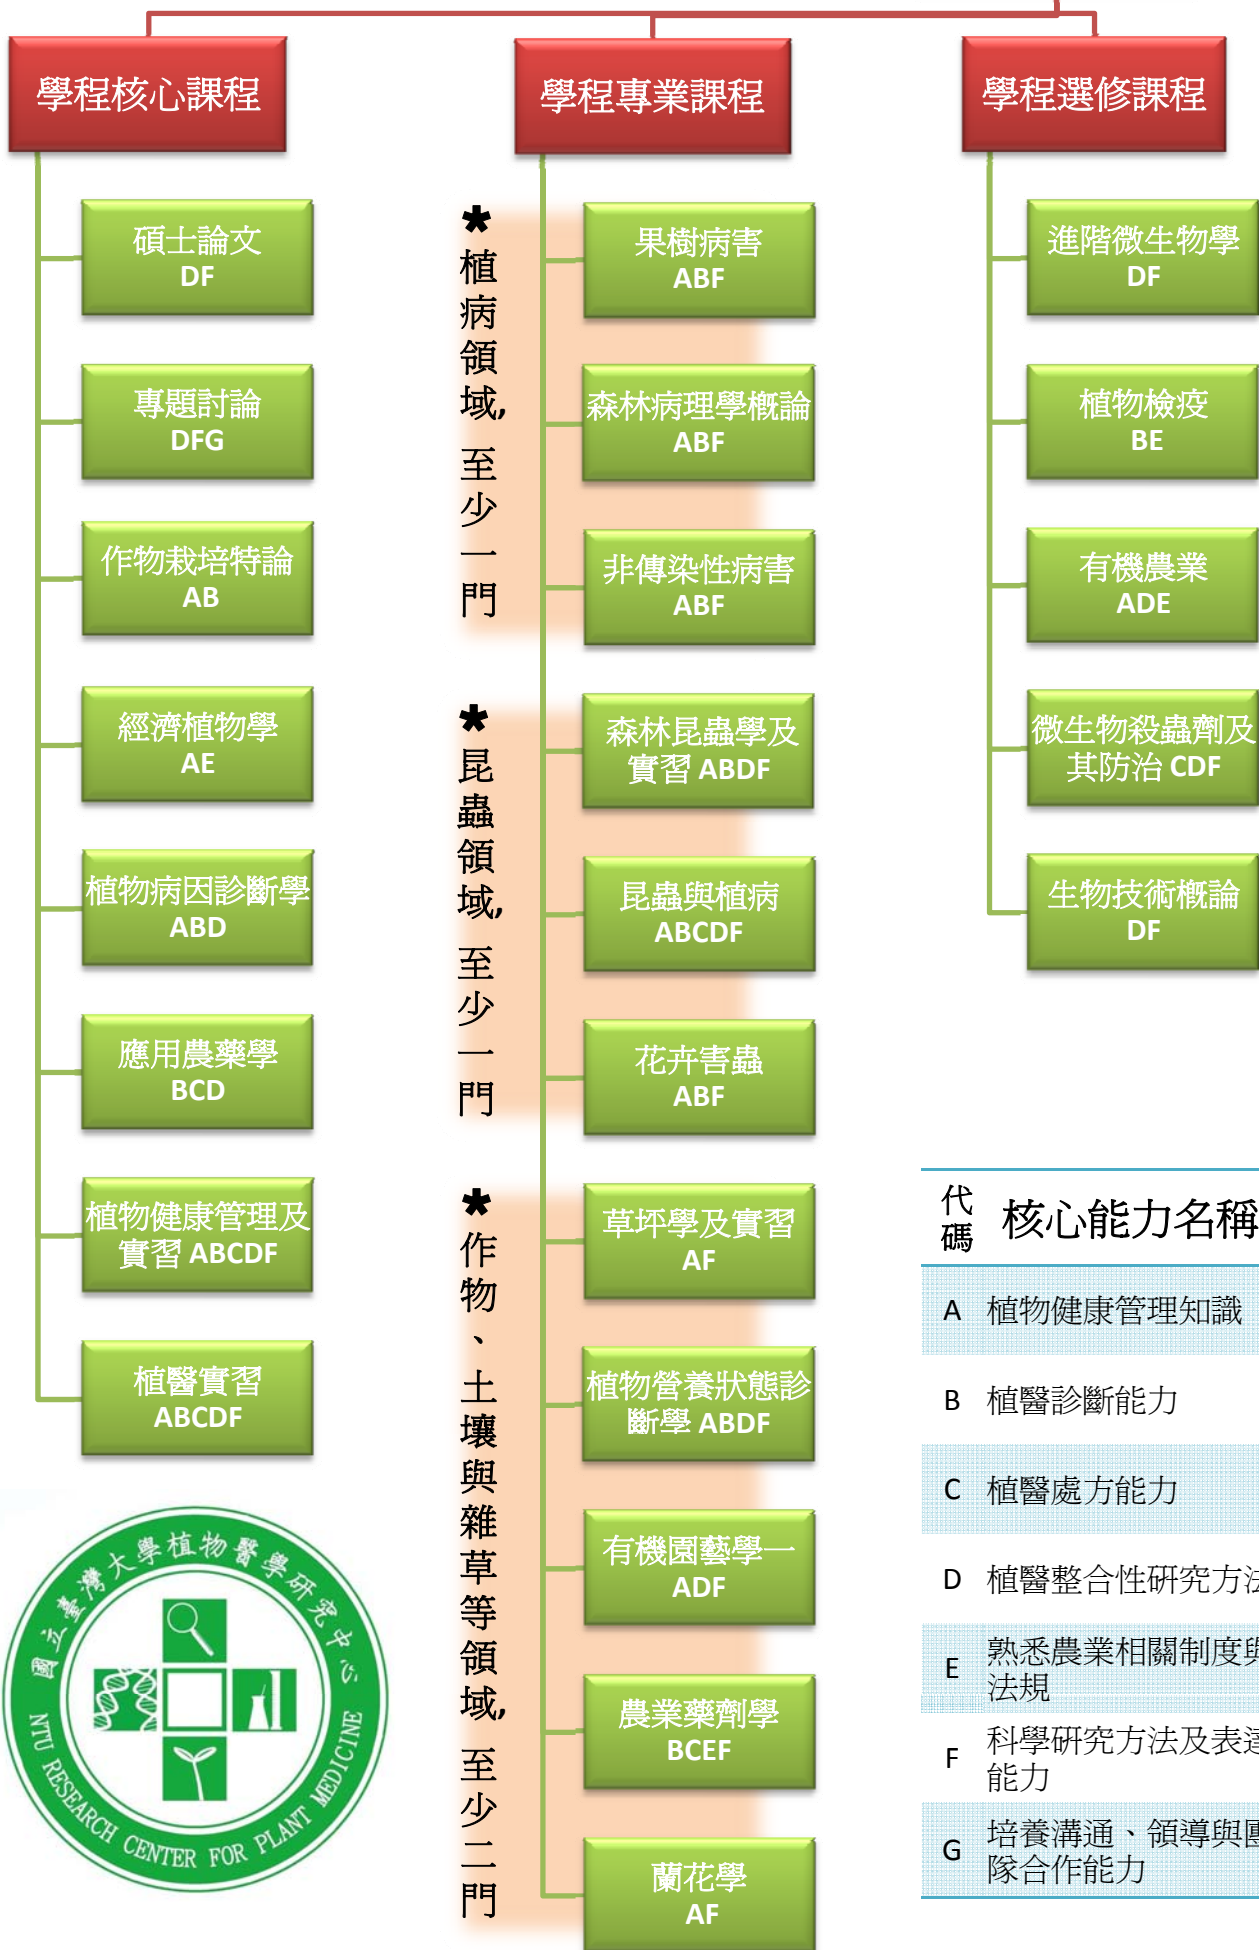 學程核心課程
碩士論文
DF
專題討論
DFG
作物栽培特論
AB
經濟植物學
AE
植物病因診斷學
ABD
應用農藥學
BCD
植物健康管理及
實習 ABCDF
植醫實習
ABCDF
學程專業課程
*植病領域,至少一門
果樹病害
ABF
森林病理學概論
ABF
非傳染性病害
ABF
*昆蟲領域,至少一門
森林昆蟲學及
實習 ABDF
昆蟲與植病
ABCDF
花卉害蟲
ABF
*作物、土壤與雜草等領域,至少二門
草坪學及實習
AF
植物營養狀態診
斷學 ABDF
有機園藝學一
ADF
農業藥劑學
BCEF
蘭花學
AF
學程選修課程
進階微生物學
DF
植物檢疫
BE
有機農業
ADE
微生物殺蟲劑及
其防治 CDF
生物技術概論
DF
代碼 核心能力名稱
A 植物健康管理知識
B 植醫診斷能力
C 植醫處方能力
D 植醫整合性研究方法
E 熟悉農業相關制度與
法規
F 科學研究方法及表達
能力
G 培養溝通、領導與團
隊合作能力
國立臺灣大學植物醫學研究中心
NTU RESEARCH CENTER FOR PLANT MEDICINE